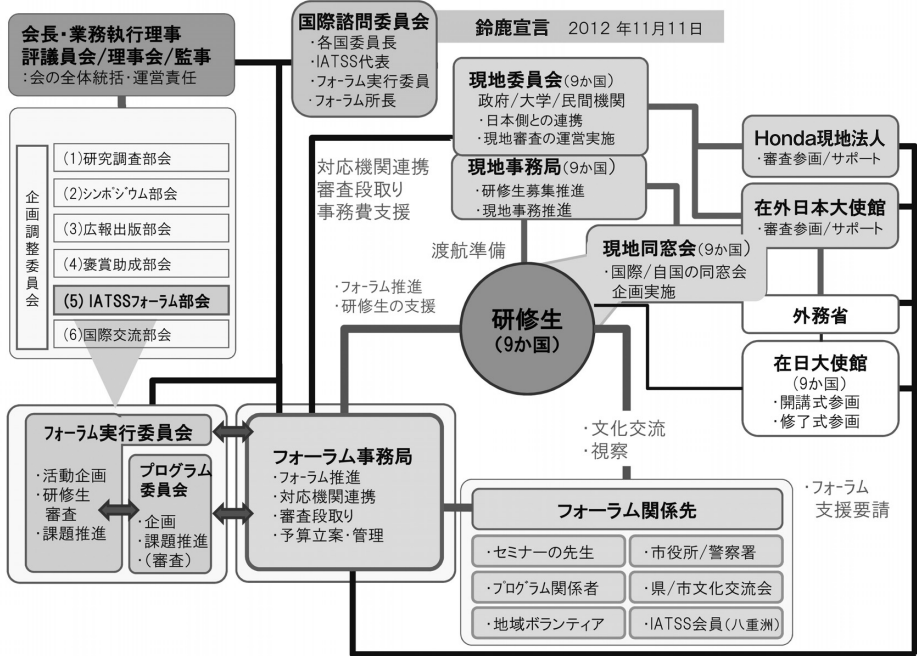 会長・業務執行理事
評議員会/理事会/監事
:会の全体統括・運営責任
国際諮問委員会
・各国委員長
・IATSS代表
・フォーラム実行委員
・フォーラム所長
鈴鹿宣言 2012 年11月11日
企画調整委員会
(1)研究調査部会
(2)シンポジウム部会
(3)広報出版部会
(4)褒賞助成部会
(5) IATSSフォーラム部会
(6)国際交流部会
対応機関連携
審査段取り
事務費支援
現地委員会(9か国)
政府/大学/民間機関
・日本側との連携
・現地審査の運営実施
現地事務局(9か国)
・研修生募集推進
・現地事務推進
Honda現地法人
・審査参画/サポート
在外日本大使館
・審査参画/サポート
渡航準備
現地同窓会(9か国)
・国際/自国の同窓会
企画実施
・フォーラム推進
・研修生の支援
研修生
(9か国)
外務省
在日大使館
(9か国)
・開講式参画
・修了式参画
フォーラム実行委員会
・活動企画
・研修生
審査
・課題推進
プログラム
委員会
・企画
・課題推進
・(審査)
フォーラム事務局
・フォーラム推進
・対応機関連携
・審査段取り
・予算立案・管理
・文化交流
・視察
・フォーラム
支援要請
フォーラム関係先
・セミナーの先生
・市役所/警察署
・プログラム関係者
・県/市文化交流会
・地域ボランティア
・IATSS会員(八重洲)